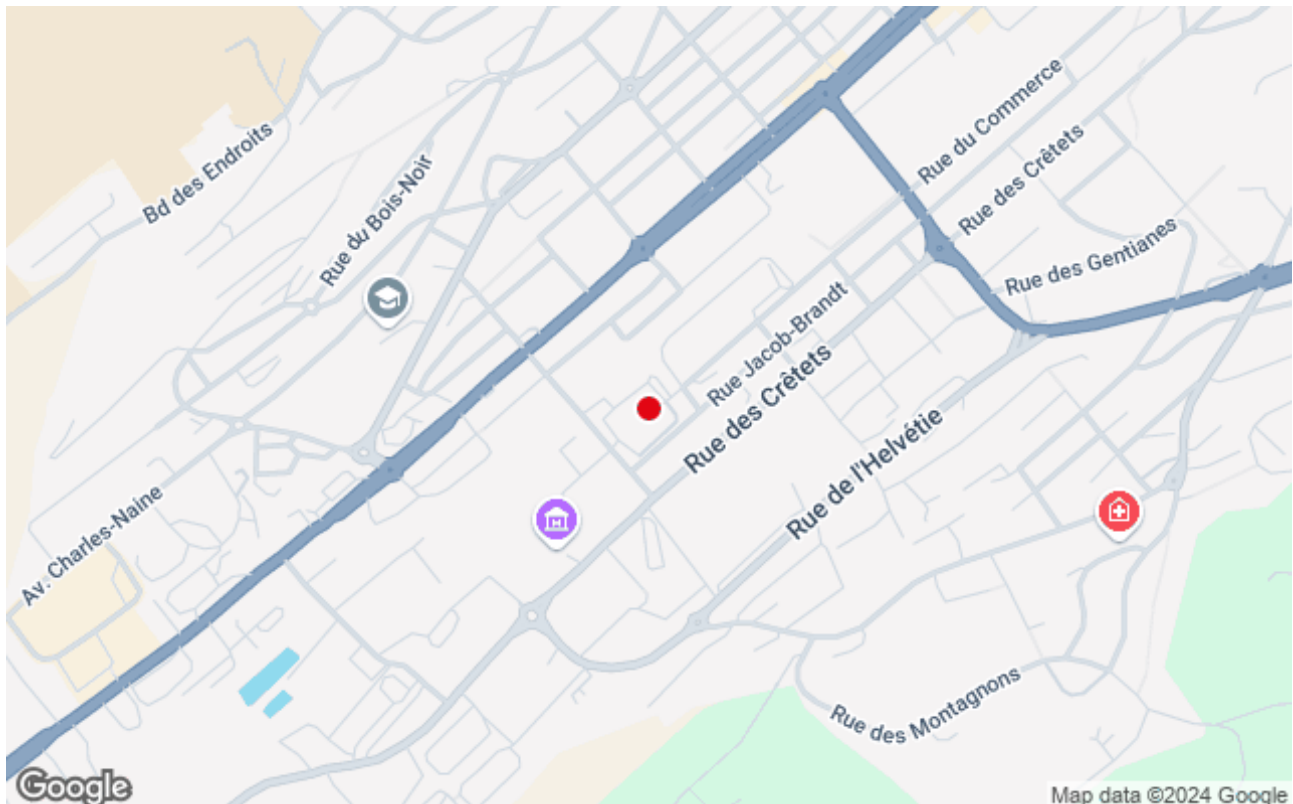 Rue du Commerce
Rue des Crêtets
Bd des Endroits
Rue du Bois-Noir
Rue des Gentianes
Rue Jacob-Brandt
Rue des Crêtets
Rue de l'Helvétie
Av. Charles-Naine
Rue des Montagnons
Google
Map data ©2024 Google